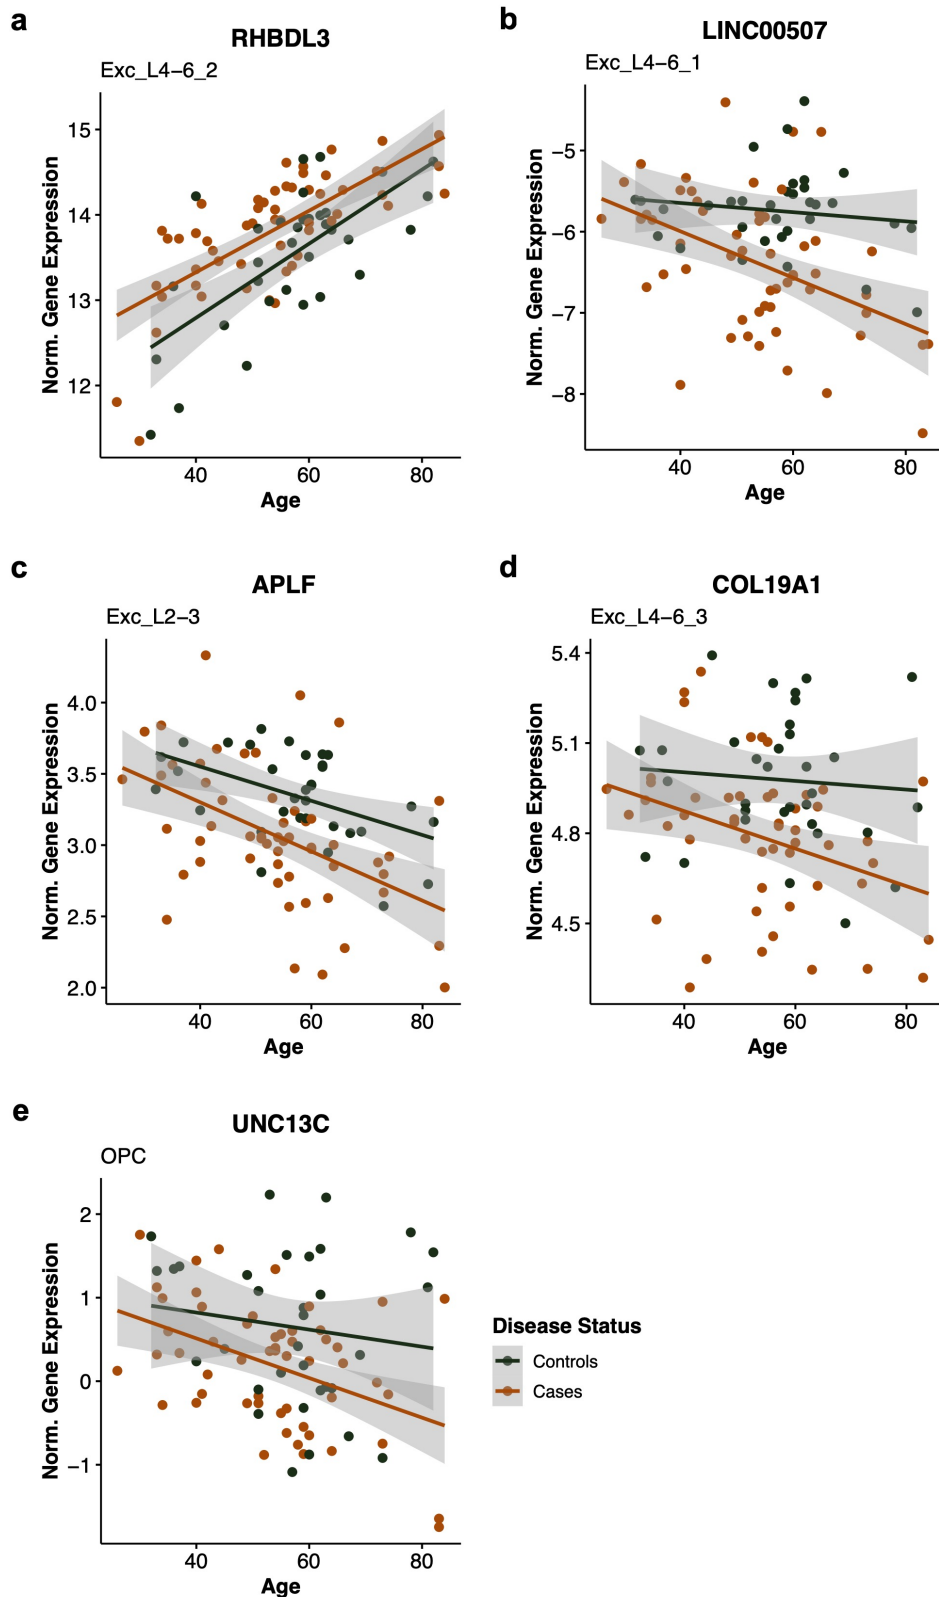 a
RHBDL3
Exc_L4−6_2
Norm. Gene Expression
15
14
13
12
40 60 80
Age
b
LINC00507
Exc_L4−6_1
Norm. Gene Expression
−5
−6
−7
−8
40 60 80
Age
c
APLF
Exc_L2−3
Norm. Gene Expression
4.0
3.5
3.0
2.5
2.0
40 60 80
Age
d
COL19A1
Exc_L4−6_3
Norm. Gene Expression
5.4
5.1
4.8
4.5
40 60 80
Age
e
UNC13C
OPC
Norm. Gene Expression
2
1
0
−1
40 60 80
Age
Disease Status
Controls
Cases